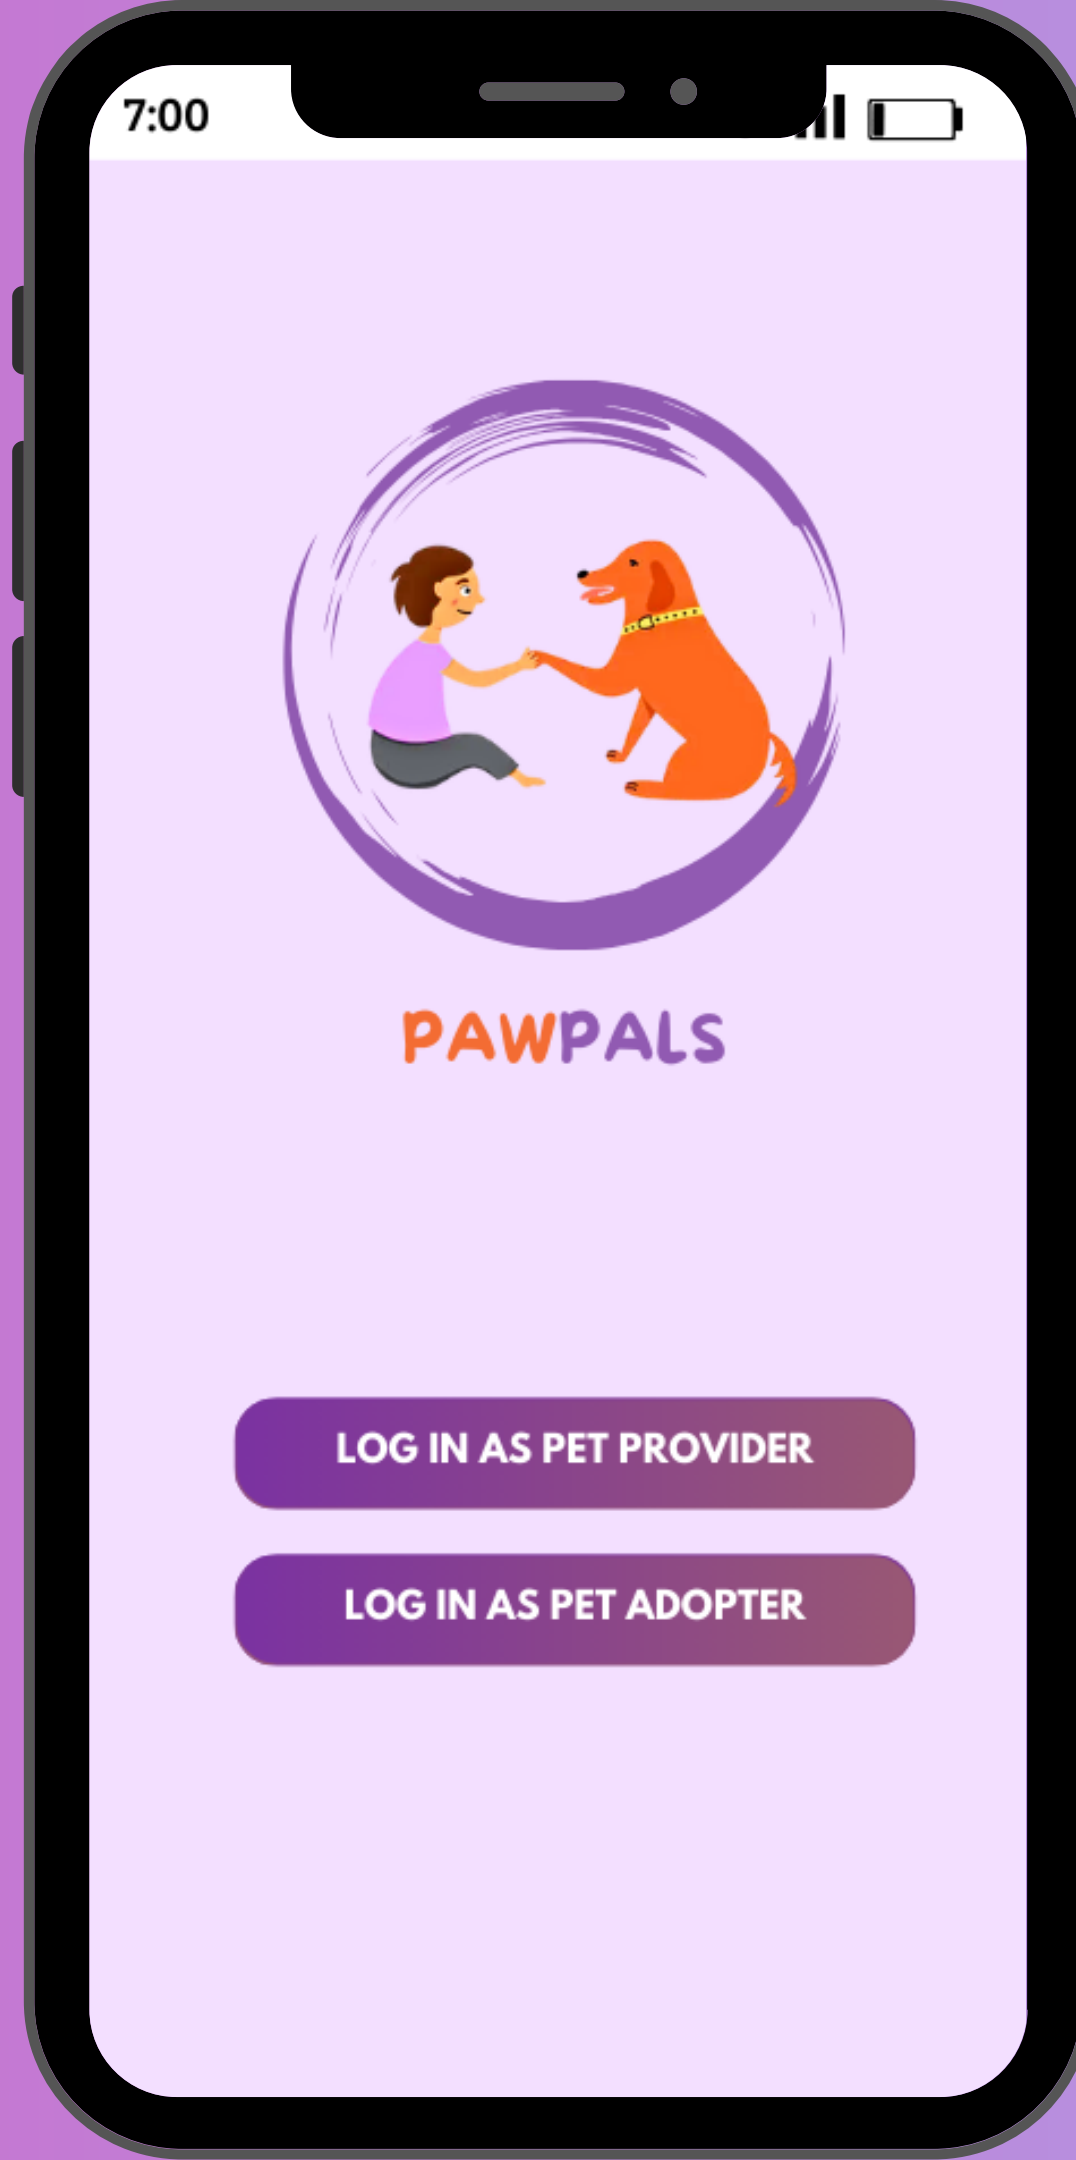 7:00
PAWPALS
LOG IN AS PET PROVIDER
LOG IN AS PET ADOPTER